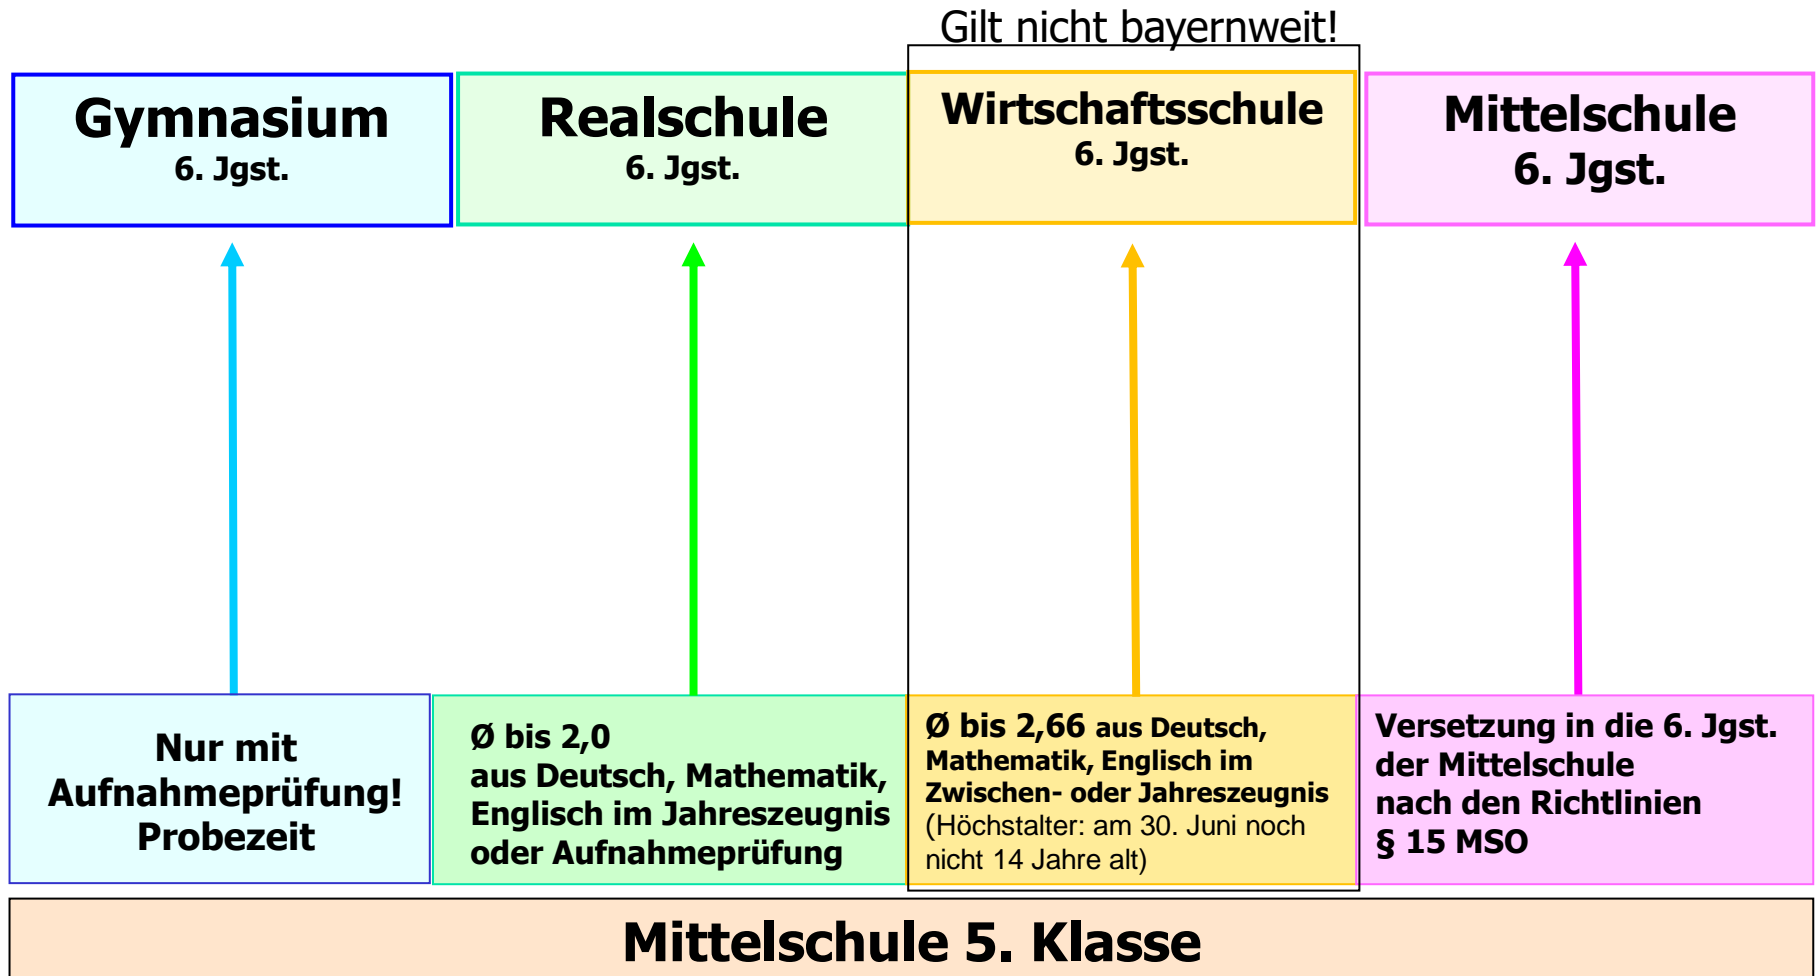 Gilt nicht bayernweit!
Gymnasium
6. Jgst.
Realschule
6. Jgst.
Wirtschaftsschule
6. Jgst.
Mittelschule
6. Jgst.
Nur mit
Aufnahmeprüfung!
Probezeit
Ø bis 2,0
aus Deutsch, Mathematik,
Englisch im Jahreszeugnis
oder Aufnahmeprüfung
Ø bis 2,66 aus Deutsch,
Mathematik, Englisch im
Zwischen- oder Jahreszeugnis
(Höchstalter: am 30. Juni noch
nicht 14 Jahre alt)
Versetzung in die 6. Jgst.
der Mittelschule
nach den Richtlinien
§ 15 MSO
Mittelschule 5. Klasse